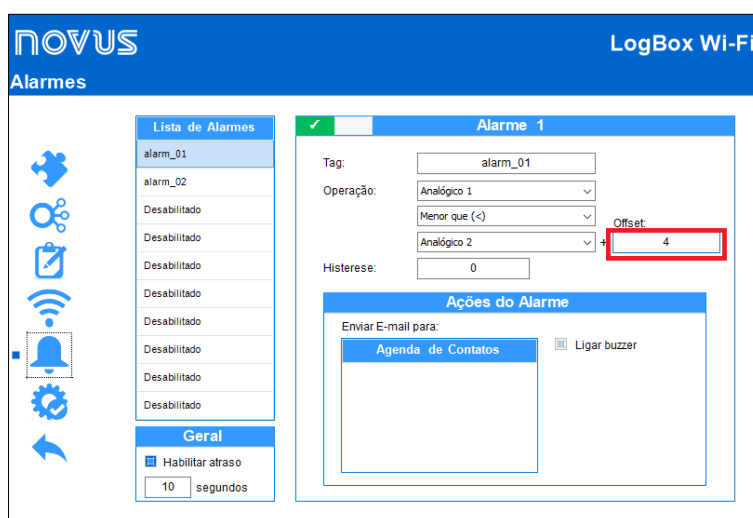 NOVUS
LogBox Wi-Fi
Alarmes
Lista de Alarmes
alarm_01
alarm_02
Desabilitado
Desabilitado
Desabilitado
Desabilitado
Desabilitado
Desabilitado
Desabilitado
Desabilitado
Geral
Habilitar atraso
10 segundos
Alarme 1
Tag: alarm_01
Operação: Analógico 1
Menor que (<)
Offset:
Analógico 2 + 4
Histerese: 0
Ações do Alarme
Enviar E-mail para:
Agenda de Contatos
Ligar buzzer